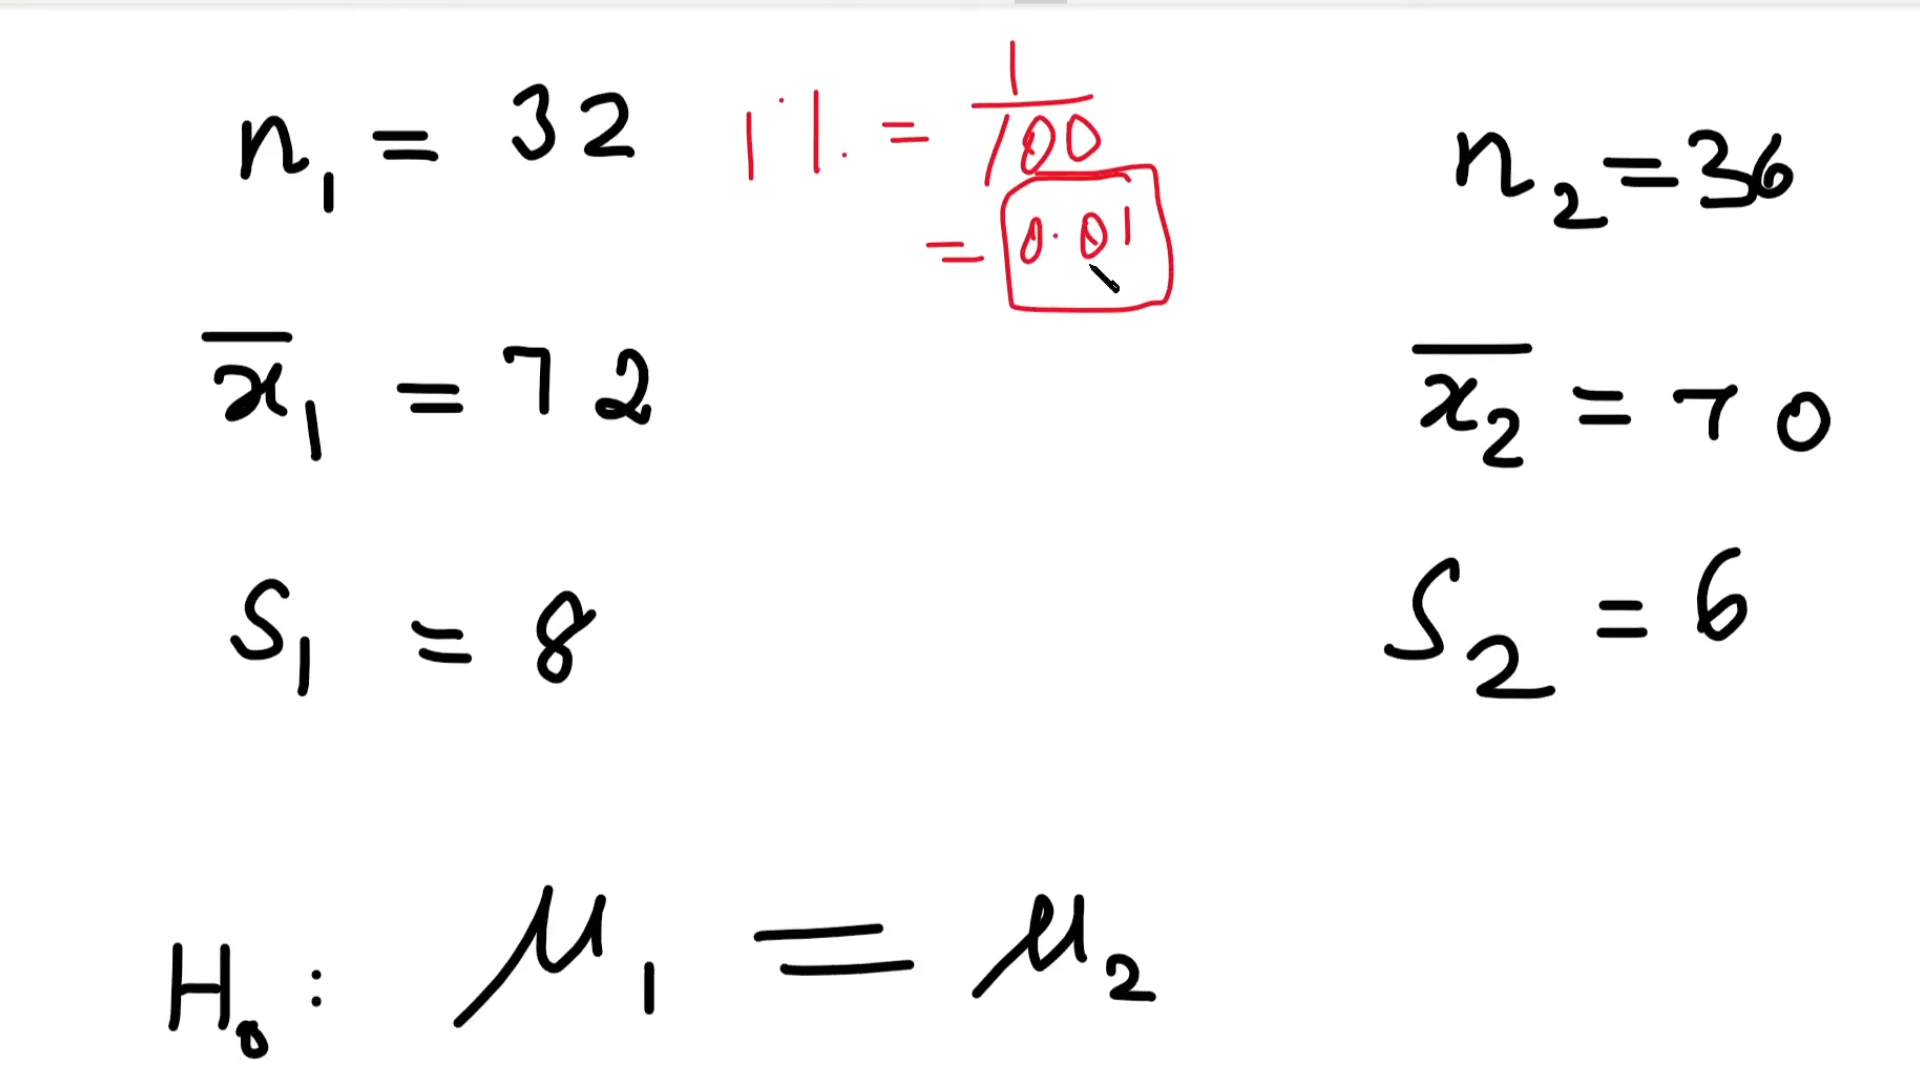 n₁ = 32
1% = 1/100
= 0.01
n₂ = 36
x̄₁ = 72
x̄₂ = 70
S₁ = 8
S₂ = 6
H₀ : μ₁ = μ₂